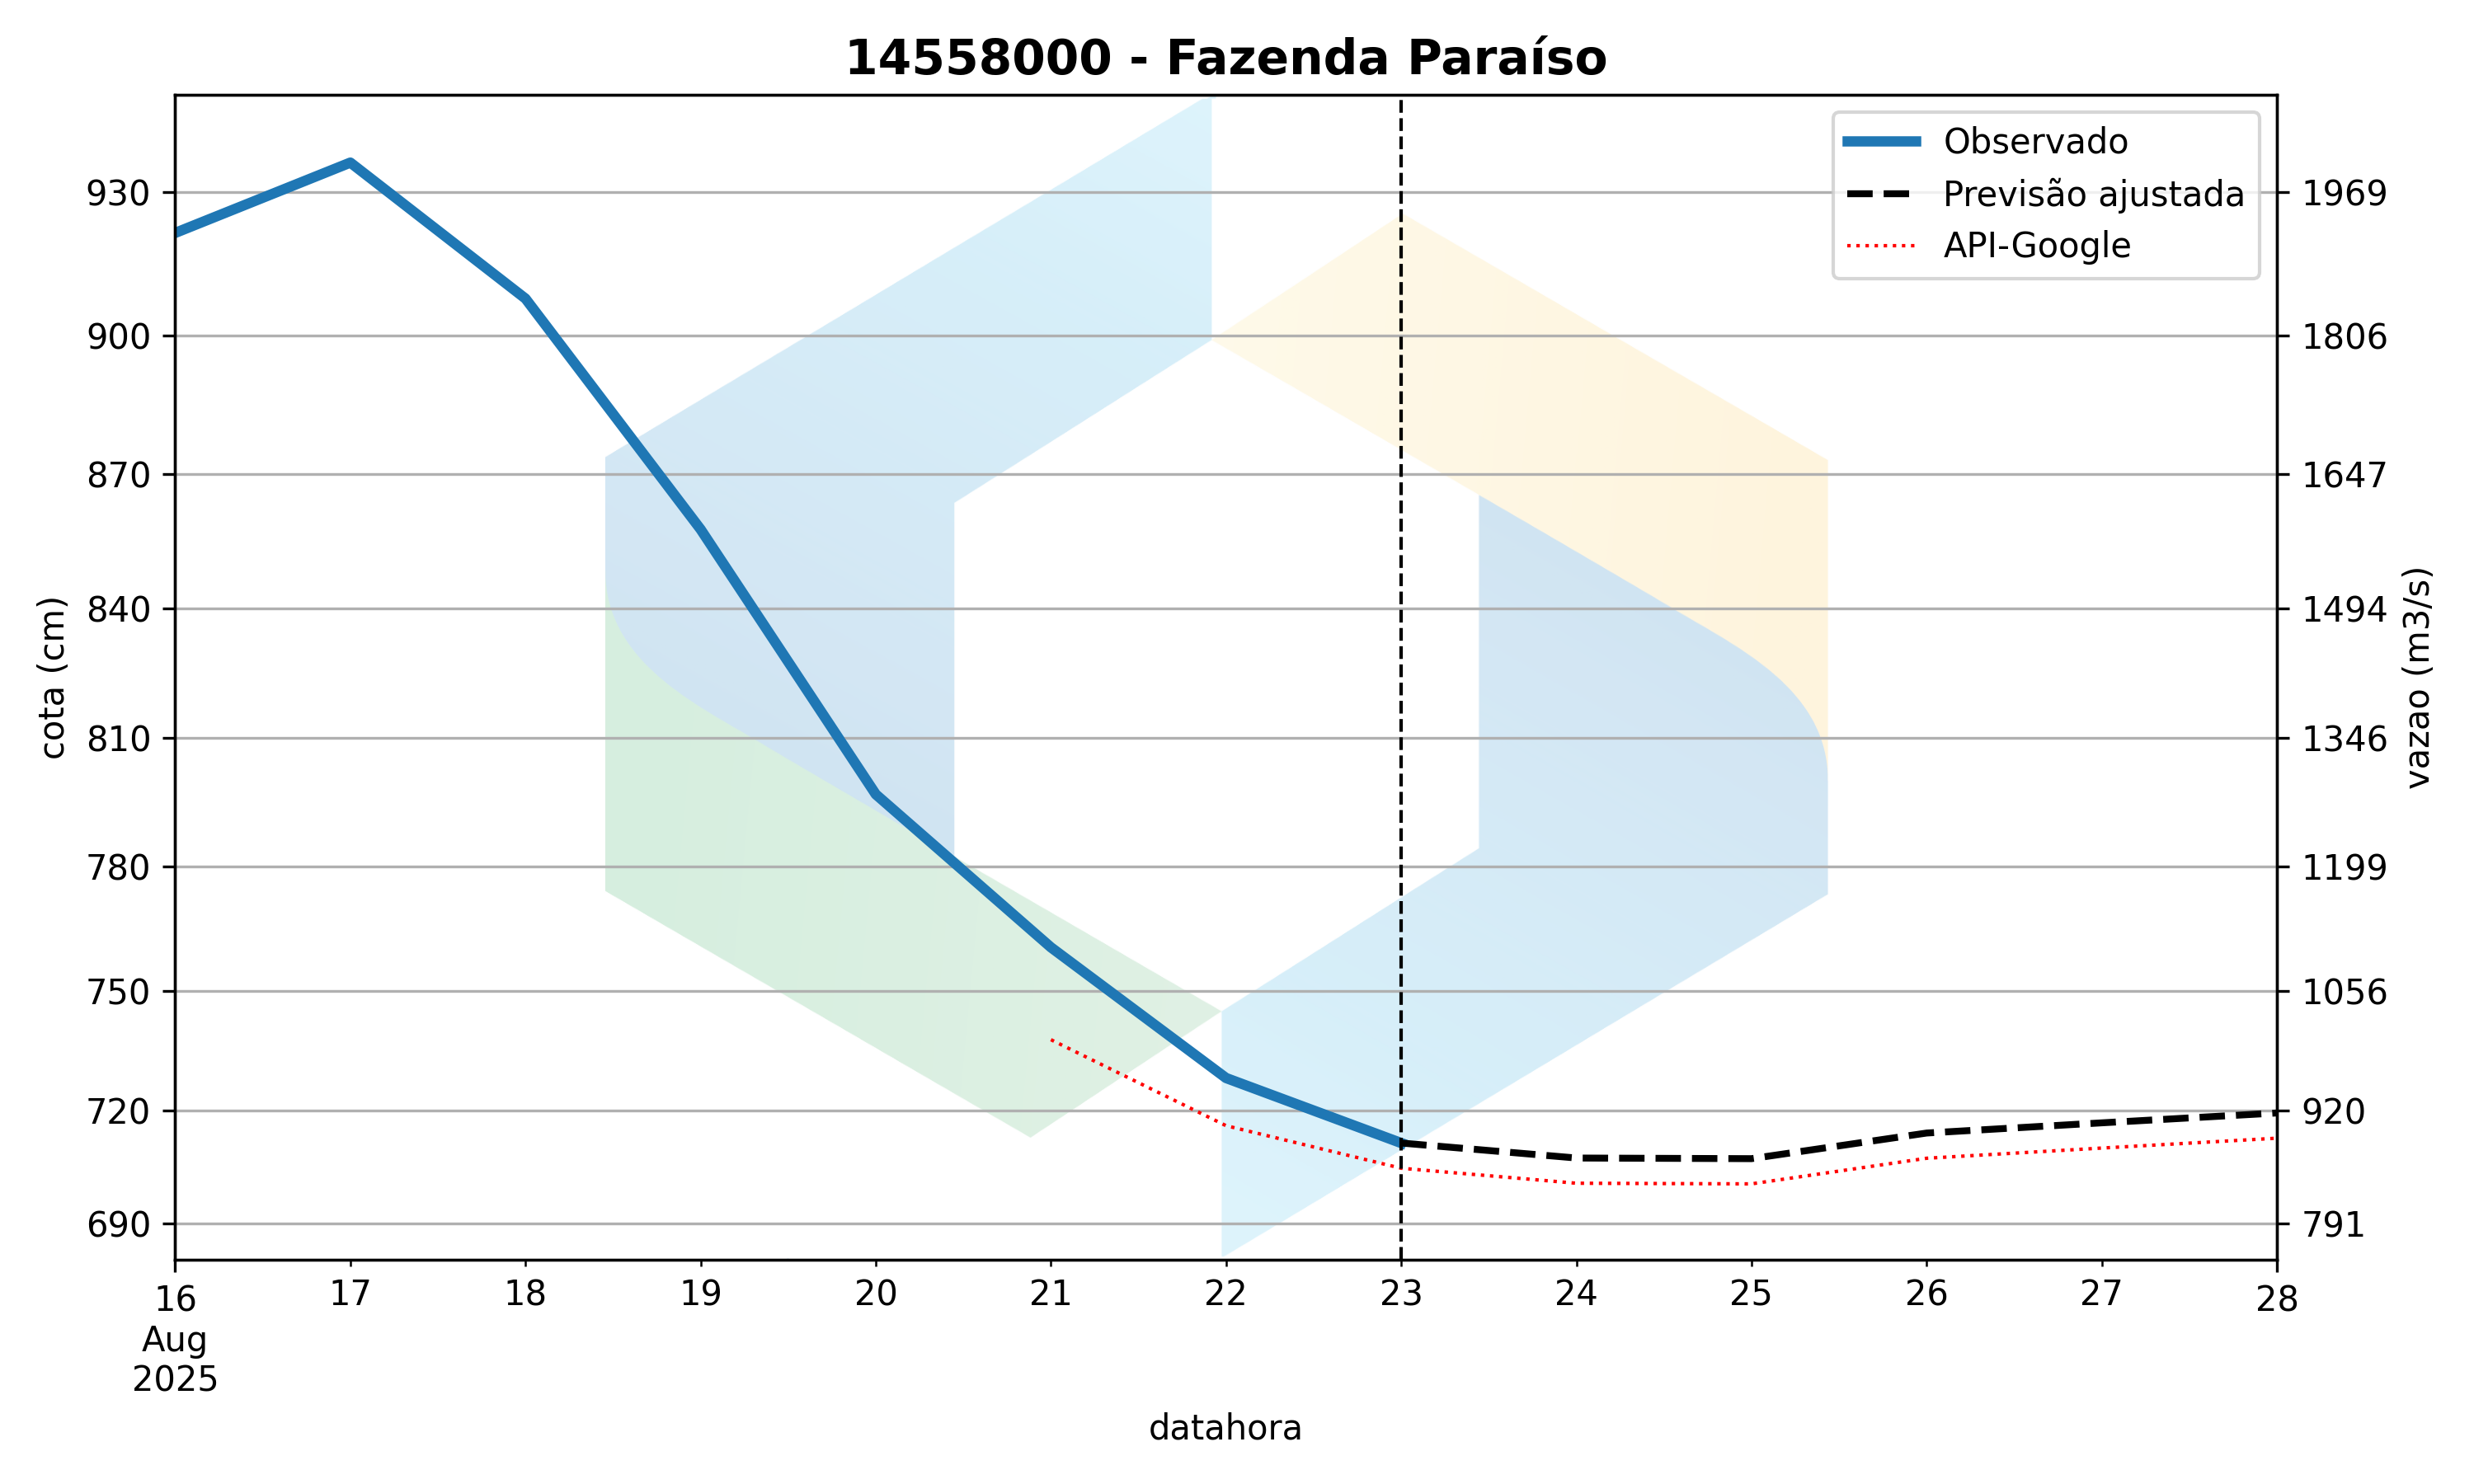 14558000 - Fazenda Paraíso
Observado
Previsão ajustada
API-Google
930
900
870
840
810
780
750
720
690
cota (cm)
1969
1806
1647
1494
1346
1199
1056
920
791
vazao (m3/s)
16 17 18 19 20 21 22 23 24 25 26 27 28
Aug
2025
datahora